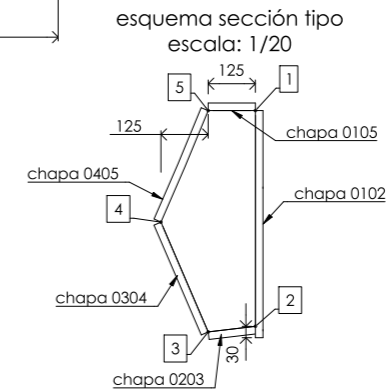 esquema sección tipo
escala: 1/20
125
5
1
125
chapa 0105
chapa 0405
chapa 0102
4
chapa 0304
2
3
30
chapa 0203